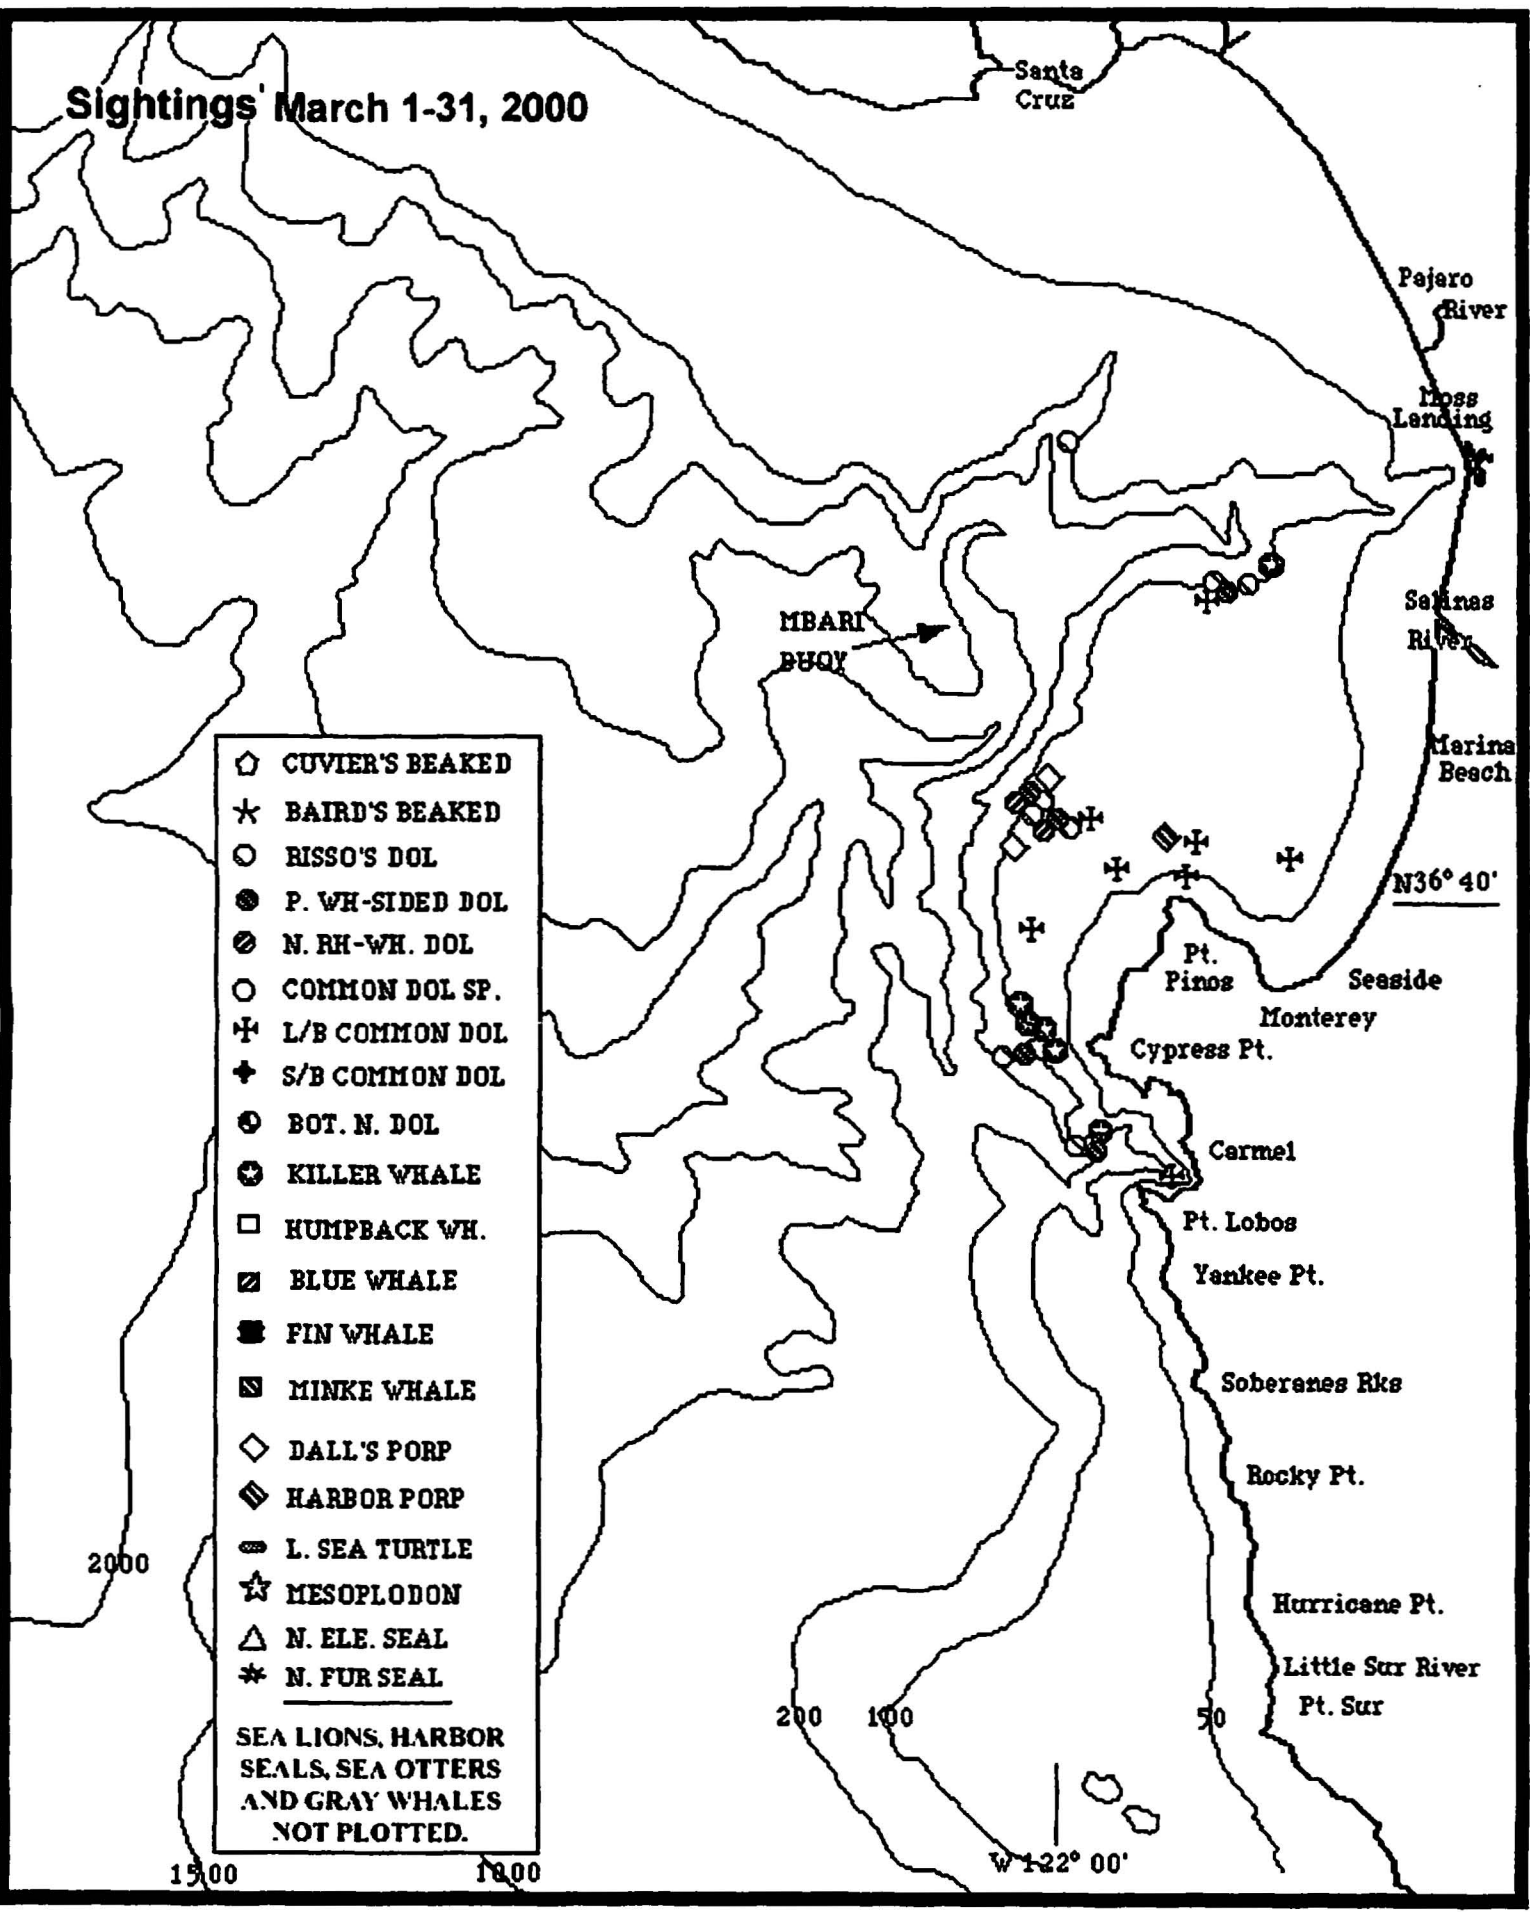 Sightings March 1-31, 2000
Santa
Cruz
Pajaro
River
Moss
Landing
MBARI
BUOY
Salinas
River
Marina
Beach
N36° 40'
Pt.
Pinos
Seaside
Monterey
Cypress Pt.
Carmel
Pt. Lobos
Yankee Pt.
Soberanes Rks
Rocky Pt.
Hurricane Pt.
Little Sur River
Pt. Sur
CUVIER'S BEAKED
BAIRD'S BEAKED
RISSO'S DOL
P. WH-SIDED DOL
N. RH-WH. DOL
COMMON DOL SP.
L/B COMMON DOL
S/B COMMON DOL
BOT. N. DOL
KILLER WHALE
HUMPBACK WH.
BLUE WHALE
FIN WHALE
MINKE WHALE
DALL'S PORP
HARBOR PORP
L. SEA TURTLE
MESOPLODON
N. ELE. SEAL
N. FUR SEAL
SEA LIONS, HARBOR
SEALS, SEA OTTERS
AND GRAY WHALES
NOT PLOTTED.
2000
1500
1000
200
100
50
W 122° 00'